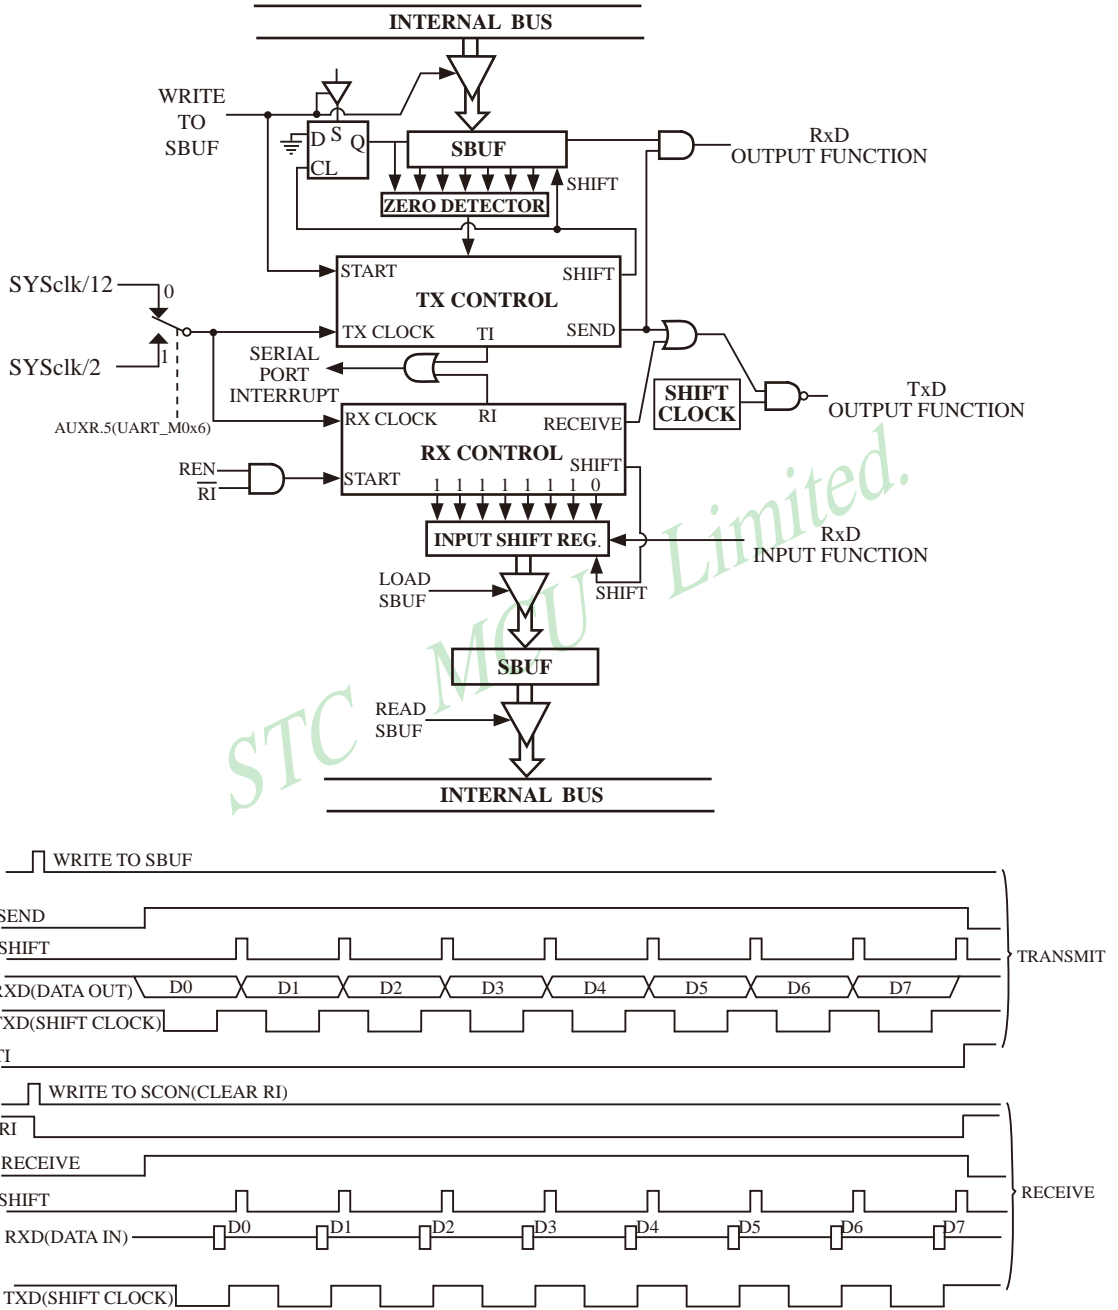 INTERNAL BUS
WRITE
TO
SBUF
D S Q
CL
SBUF
RxD
OUTPUT FUNCTION
SHIFT
ZERO DETECTOR
START
SHIFT
TX CONTROL
TX CLOCK
TI
SEND
SYSclk/12
0
SYSclk/2
1
SERIAL
PORT
INTERRUPT
SHIFT
CLOCK
TxD
OUTPUT FUNCTION
AUXR.5(UART_M0x6)
RX CLOCK
RI
RECEIVE
RX CONTROL
SHIFT
START
1 1 1 1 1 1 1 0
REN
RI
INPUT SHIFT REG.
RxD
INPUT FUNCTION
LOAD
SBUF
SHIFT
SBUF
READ
SBUF
INTERNAL BUS
STC MCU Limited.
WRITE TO SBUF
SEND
SHIFT
RXD(DATA OUT) D0 D1 D2 D3 D4 D5 D6 D7
TXD(SHIFT CLOCK)
TI
TRANSMIT
WRITE TO SCON(CLEAR RI)
RI
RECEIVE
SHIFT
RXD(DATA IN) D0 D1 D2 D3 D4 D5 D6 D7
TXD(SHIFT CLOCK)
RECEIVE